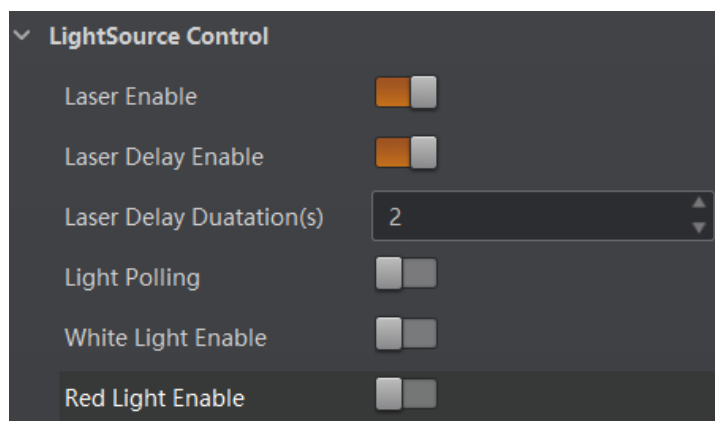 LightSource Control
Laser Enable
Laser Delay Enable
Laser Delay Duatation(s) 2
Light Polling
White Light Enable
Red Light Enable